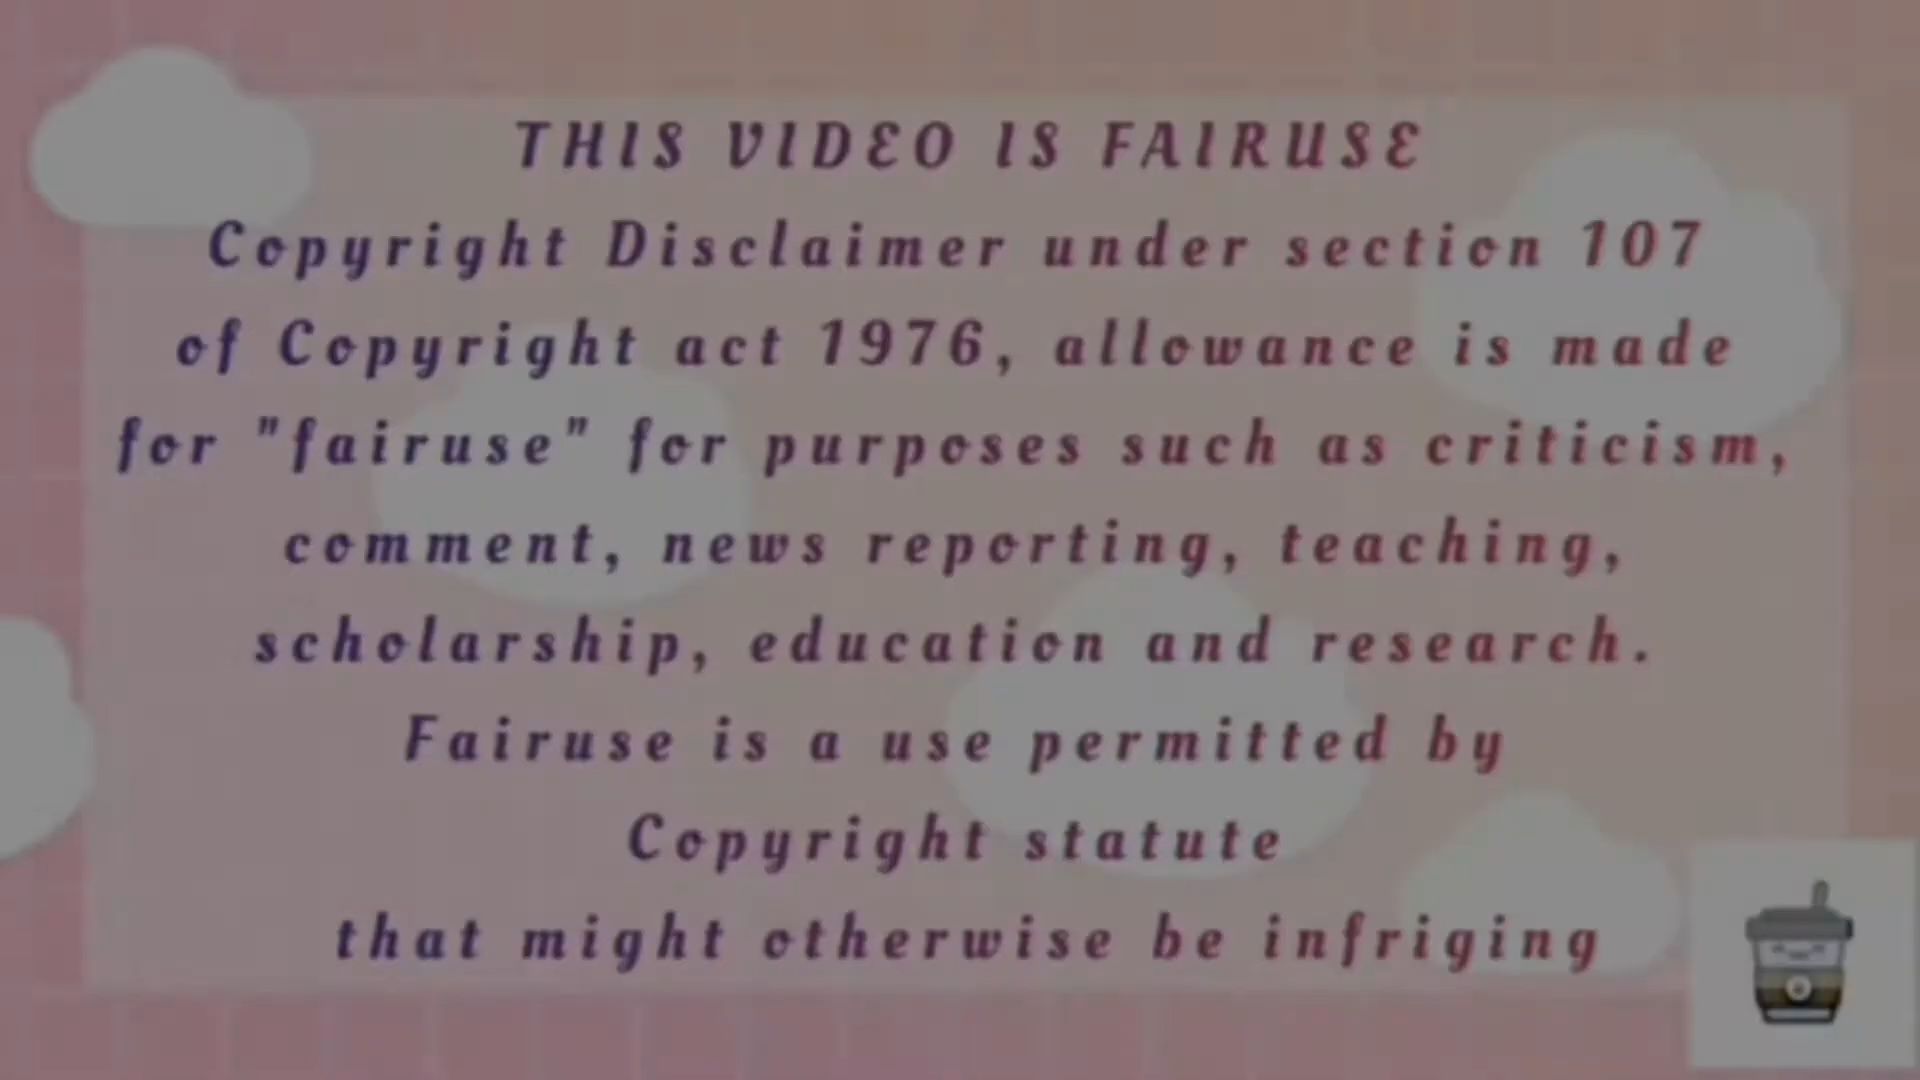 THIS VIDEO IS FAIRUSE
Copyright Disclaimer under section 107
of Copyright act 1976, allowance is made
for "fairuse" for purposes such as criticism,
comment, news reporting, teaching,
scholarship, education and research.
Fairuse is a use permitted by
Copyright statute
that might otherwise be infriging